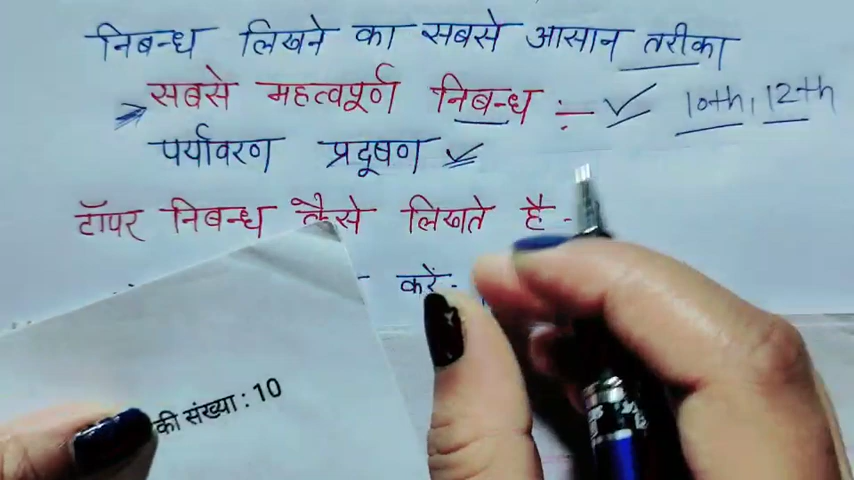 निबन्ध लिखने का सबसे आसान तरीका
सबसे महत्वपूर्ण निबन्ध ÷ ✓ 10th, 12th
पर्यावरण प्रदूषण ✓
टॉपर निबन्ध कैसे लिखते है-
करें-
की संख्या : 10